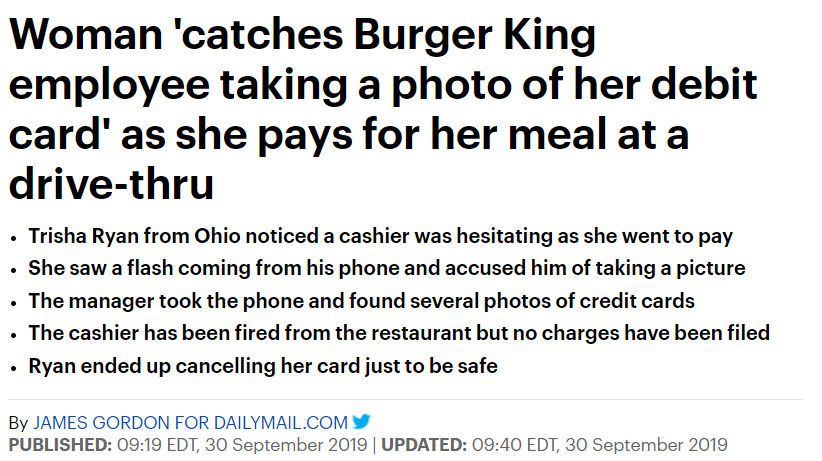 Woman 'catches Burger King
employee taking a photo of her debit
card' as she pays for her meal at a
drive-thru
• Trisha Ryan from Ohio noticed a cashier was hesitating as she went to pay
• She saw a flash coming from his phone and accused him of taking a picture
• The manager took the phone and found several photos of credit cards
• The cashier has been fired from the restaurant but no charges have been filed
• Ryan ended up cancelling her card just to be safe
By JAMES GORDON FOR DAILYMAIL.COM
PUBLISHED: 09:19 EDT, 30 September 2019 | UPDATED: 09:40 EDT, 30 September 2019